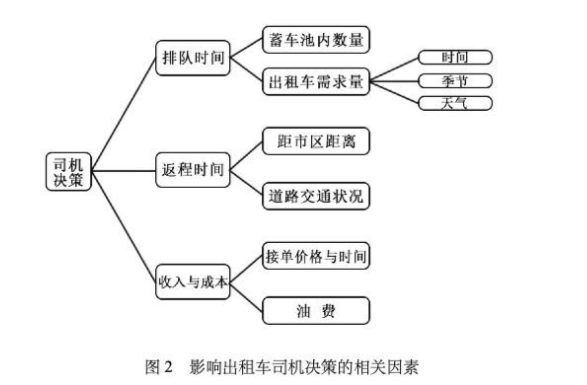 司机
决策
排队时间
蓄车池内数量
出租车需求量
时间
季节
天气
返程时间
距市区距离
道路交通状况
收入与成本
接单价格与时间
油 费
图2 影响出租车司机决策的相关因素